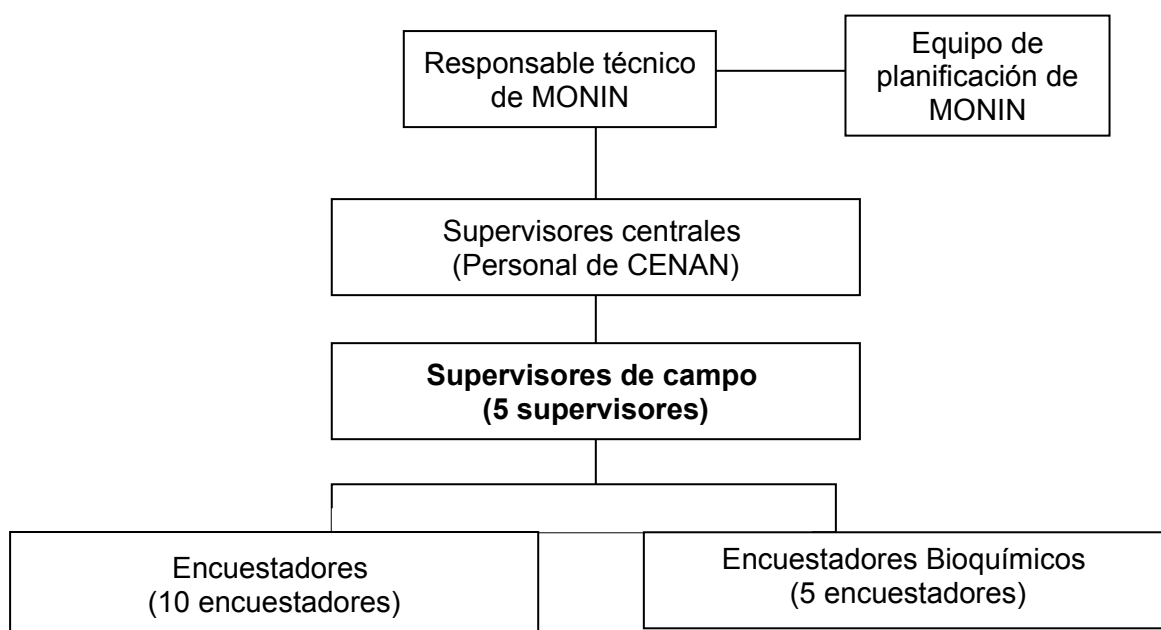 Responsable técnico
de MONIN
Equipo de
planificación de
MONIN
Supervisores centrales
(Personal de CENAN)
Supervisores de campo
(5 supervisores)
Encuestadores
(10 encuestadores)
Encuestadores Bioquímicos
(5 encuestadores)